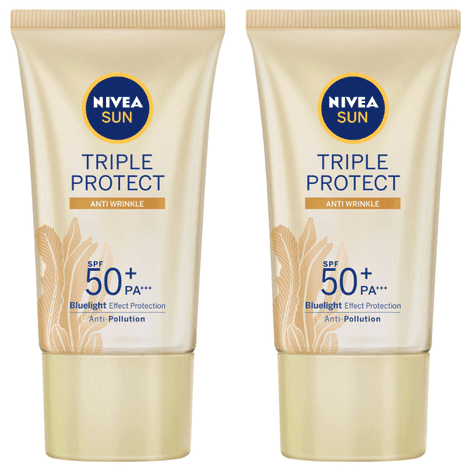 NIVEA
SUN
TRIPLE
PROTECT
ANTI WRINKLE
SPF
50+
PA+++
Bluelight Effect Protection
Anti-Pollution
NIVEA
SUN
TRIPLE
PROTECT
ANTI WRINKLE
SPF
50+
PA+++
Bluelight Effect Protection
Anti-Pollution